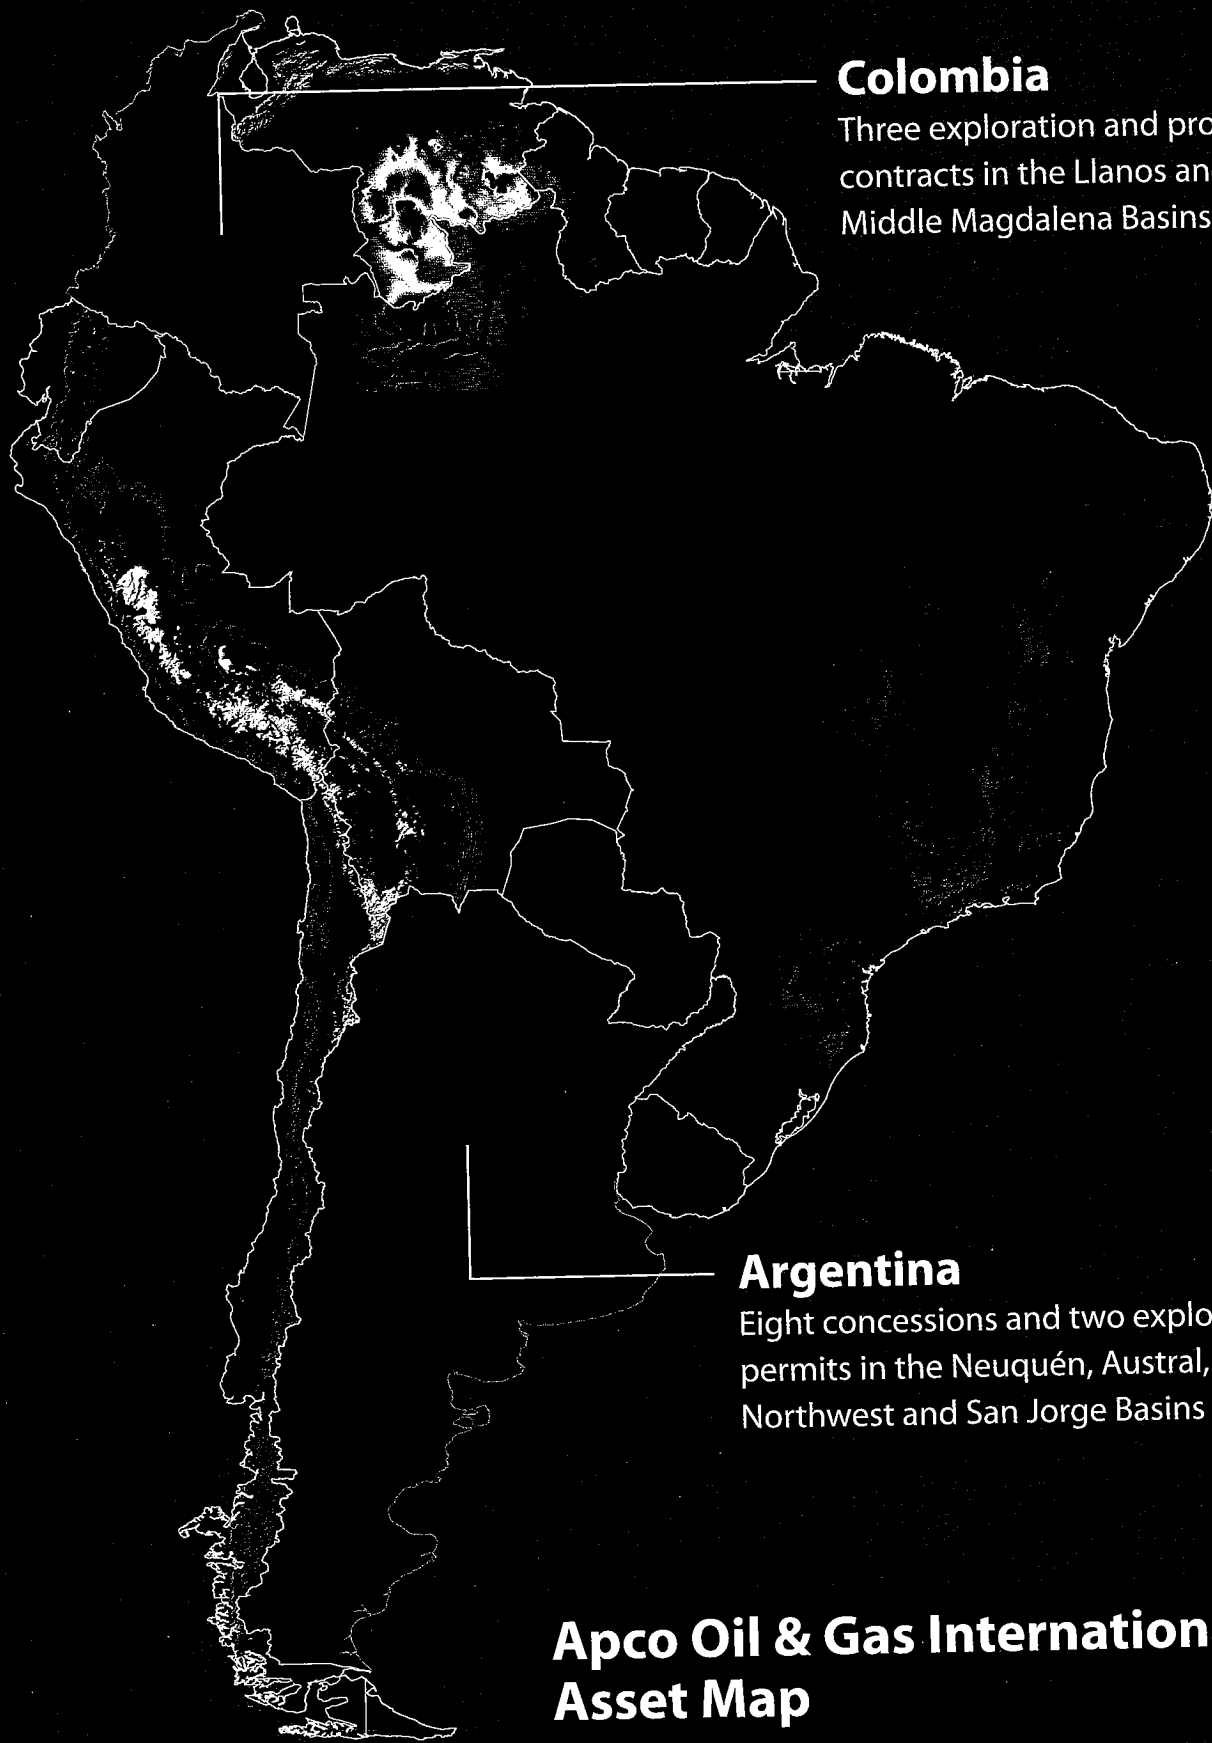 Colombia
Three exploration and pro
contracts in the Llanos an
Middle Magdalena Basins
Argentina
Eight concessions and two explo
permits in the Neuquén, Austral,
Northwest and San Jorge Basins
Apco Oil & Gas Internation
Asset Map